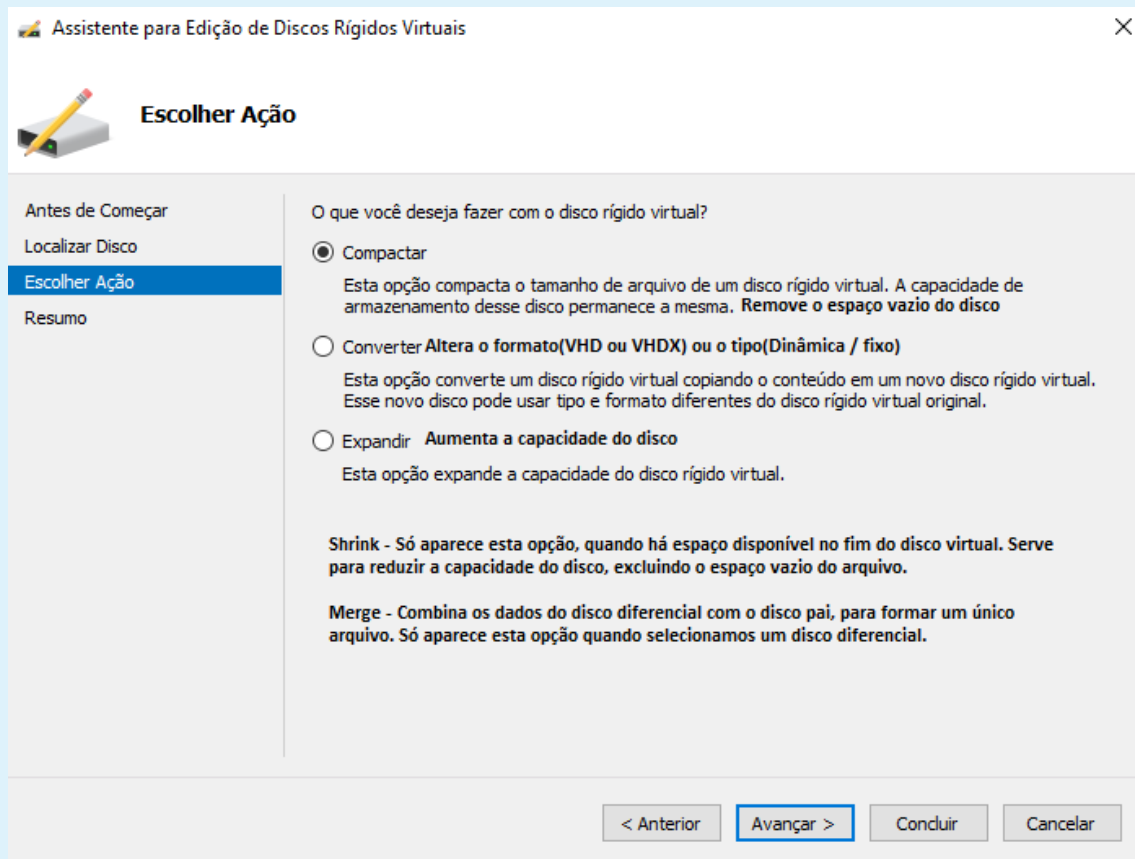 Assistente para Edição de Discos Rígidos Virtuais
Escolher Ação
Antes de Começar
Localizar Disco
Escolher Ação
Resumo
O que você deseja fazer com o disco rígido virtual?
Compactar
Esta opção compacta o tamanho de arquivo de um disco rígido virtual. A capacidade de
armazenamento desse disco permanece a mesma. Remove o espaço vazio do disco
Converter Altera o formato(VHD ou VHDX) ou o tipo(Dinâmica / fixo)
Esta opção converte um disco rígido virtual copiando o conteúdo em um novo disco rígido virtual.
Esse novo disco pode usar tipo e formato diferentes do disco rígido virtual original.
Expandir Aumenta a capacidade do disco
Esta opção expande a capacidade do disco rígido virtual.
Shrink - Só aparece esta opção, quando há espaço disponível no fim do disco virtual. Serve
para reduzir a capacidade do disco, excluindo o espaço vazio do arquivo.
Merge - Combina os dados do disco diferencial com o disco pai, para formar um único
arquivo. Só aparece esta opção quando selecionamos um disco diferencial.
< Anterior
Avançar >
Concluir
Cancelar